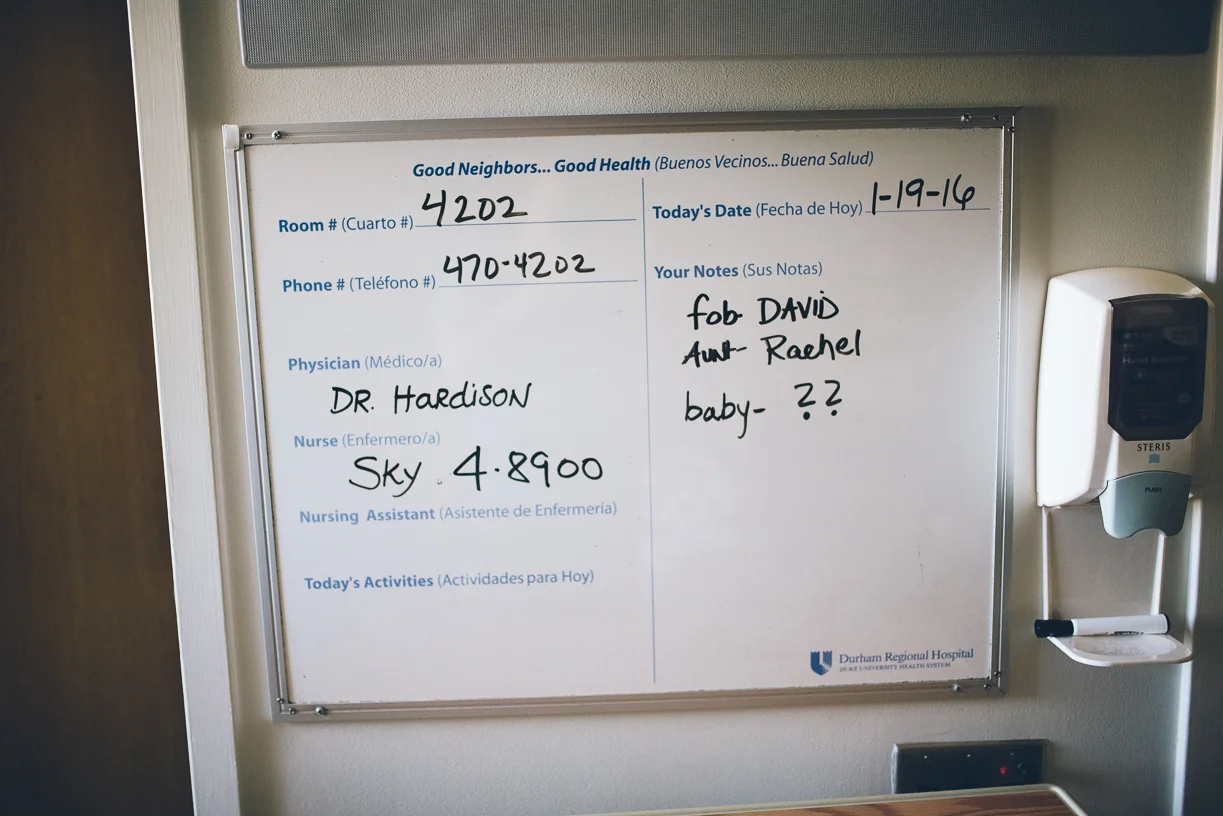 Good Neighbors... Good Health (Buenos Vecinos... Buena Salud)
Room # (Cuarto #) 4202
Phone # (Teléfono #) 470-4202
Physician (Médico/a)
DR. HARDISON
Nurse (Enfermero/a)
Sky 4-8900
Nursing Assistant (Asistente de Enfermería)
Today's Activities (Actividades para Hoy)
Today's Date (Fecha de Hoy) 1-19-16
Your Notes (Sus Notas)
fob- DAVID
Aunt- Rachel
baby- ??
Durham Regional Hospital
DUKE UNIVERSITY HEALTH SYSTEM
STERIS
PUSH